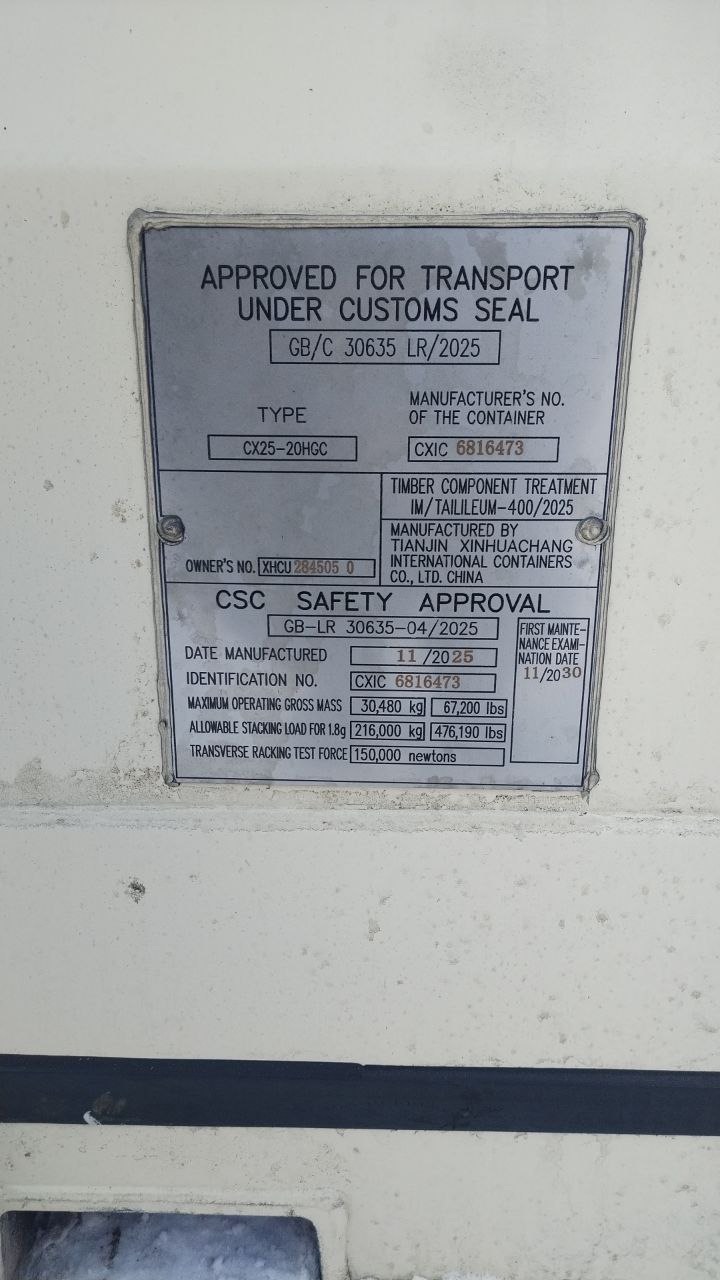 APPROVED FOR TRANSPORT
UNDER CUSTOMS SEAL
GB/C 30635 LR/2025
TYPE
CX25-20HGC
MANUFACTURER'S NO.
OF THE CONTAINER
CXIC 6816473
TIMBER COMPONENT TREATMENT
IM/TAILILEUM-400/2025
OWNER'S NO. XHCU 284505 0
MANUFACTURED BY
TIANJIN XINHUACHANG
INTERNATIONAL CONTAINERS
CO., LTD. CHINA
CSC SAFETY APPROVAL
GB-LR 30635-04/2025
DATE MANUFACTURED 11/2025
IDENTIFICATION NO. CXIC 6816473
MAXIMUM OPERATING GROSS MASS 30,480 kg 67,200 lbs
ALLOWABLE STACKING LOAD FOR 1.8g 216,000 kg 476,190 lbs
TRANSVERSE RACKING TEST FORCE 150,000 newtons
FIRST MAINTE-
NANCE EXAMI-
NATION DATE
11/2030